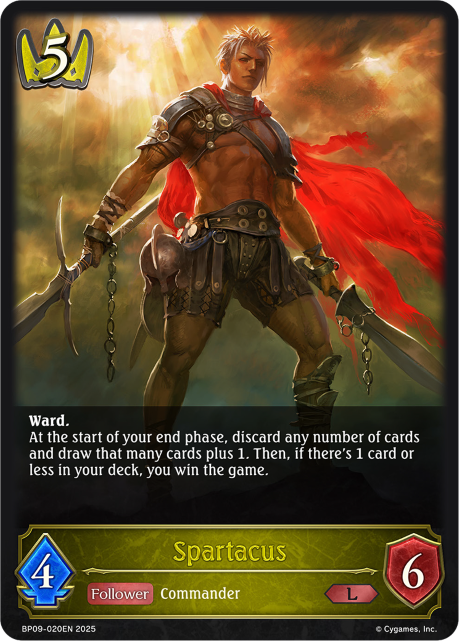 5
Ward.
At the start of your end phase, discard any number of cards
and draw that many cards plus 1. Then, if there's 1 card or
less in your deck, you win the game.
Spartacus
4
Follower Commander
L
6
BP09-020EN 2025
© Cygames, Inc.